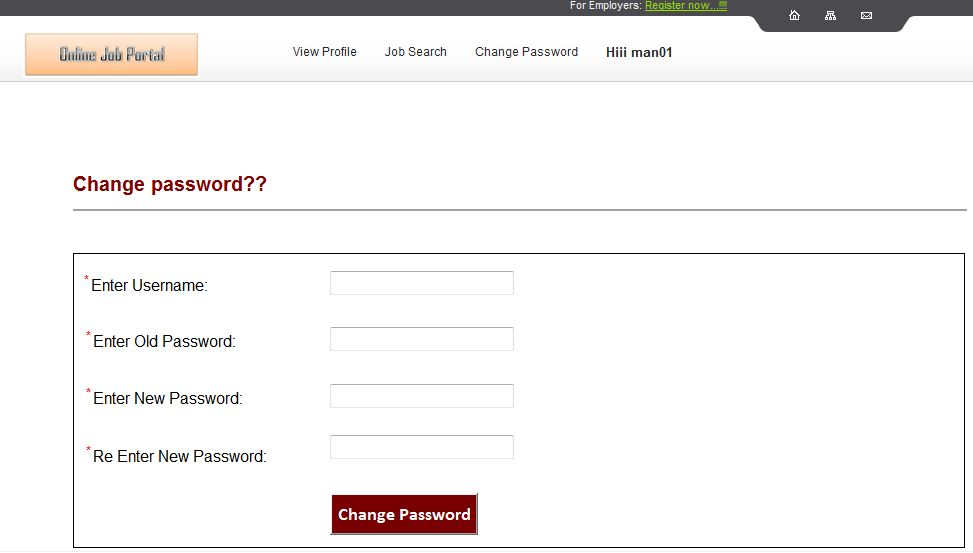 For Employers: Register now...!!!!
Online Job Portal
View Profile Job Search Change Password Hiii man01
Change password??
*Enter Username:
*Enter Old Password:
*Enter New Password:
*Re Enter New Password:
Change Password